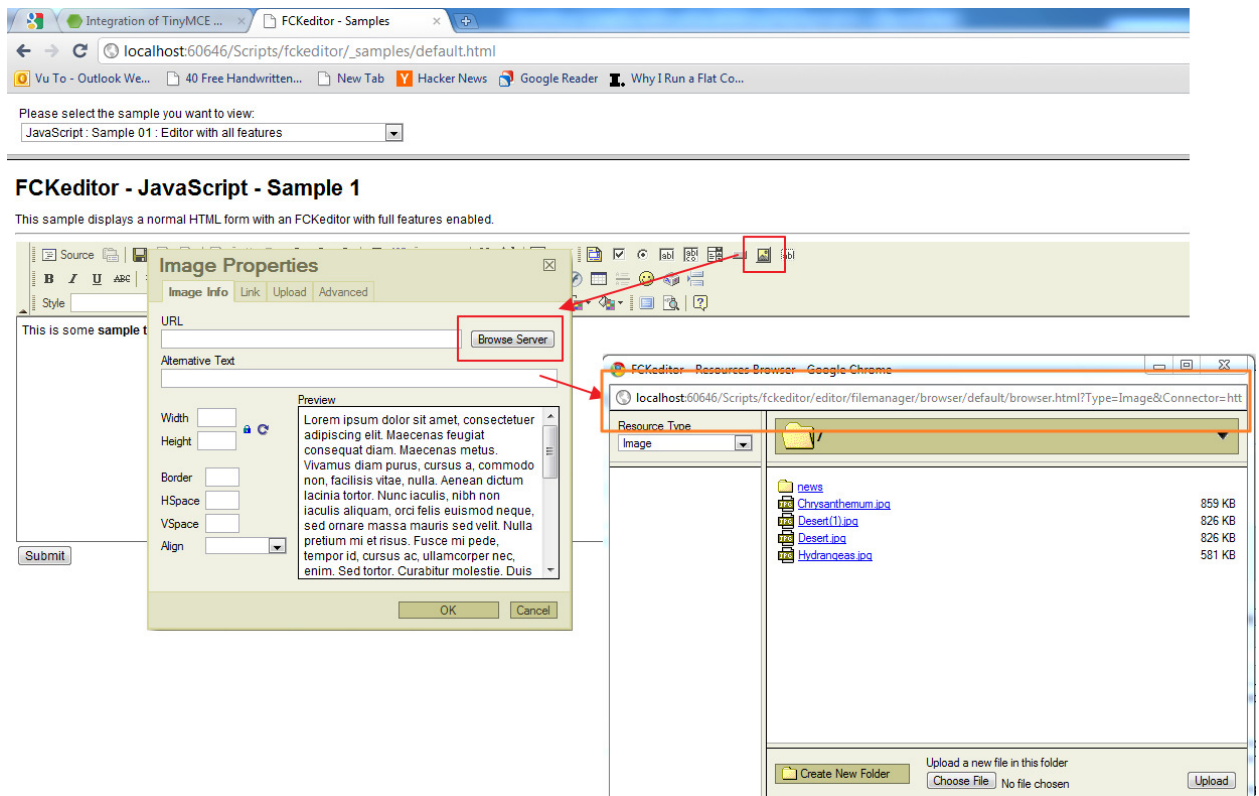 Integration of TinyMCE ...
FCKeditor - Samples
localhost:60646/Scripts/fckeditor/_samples/default.html
Vu To - Outlook We...
40 Free Handwritten...
New Tab
Hacker News
Google Reader
Why I Run a Flat Co...
Please select the sample you want to view:
JavaScript : Sample 01 : Editor with all features
FCKeditor - JavaScript - Sample 1
This sample displays a normal HTML form with an FCKeditor with full features enabled.
Source
B I U ABC
Style
This is some sample t
Submit
Image Properties
Image Info Link Upload Advanced
URL
Browse Server
Alternative Text
Width
Height
Border
HSpace
VSpace
Align
Preview
Lorem ipsum dolor sit amet, consectetuer
adipiscing elit. Maecenas feugiat
consequat diam. Maecenas metus.
Vivamus diam purus, cursus a, commodo
non, facilisis vitae, nulla. Aenean dictum
lacinia tortor. Nunc iaculis, nibh non
iaculis aliquam, orci felis euismod neque,
sed ornare massa mauris sed velit. Nulla
pretium mi et risus. Fusce mi pede,
tempor id, cursus ac, ullamcorper nec,
enim. Sed tortor. Curabitur molestie. Duis
OK
Cancel
FCKeditor - Resources Browser - Google Chrome
localhost:60646/Scripts/fckeditor/editor/filemanager/browser/default/browser.html?Type=Image&Connector=htt
Resource Type
Image
/
news
Chrysanthemum.jpg 859 KB
Desert(1).jpg 826 KB
Desert.jpg 826 KB
Hydrangeas.jpg 581 KB
Create New Folder
Upload a new file in this folder
Choose File No file chosen
Upload